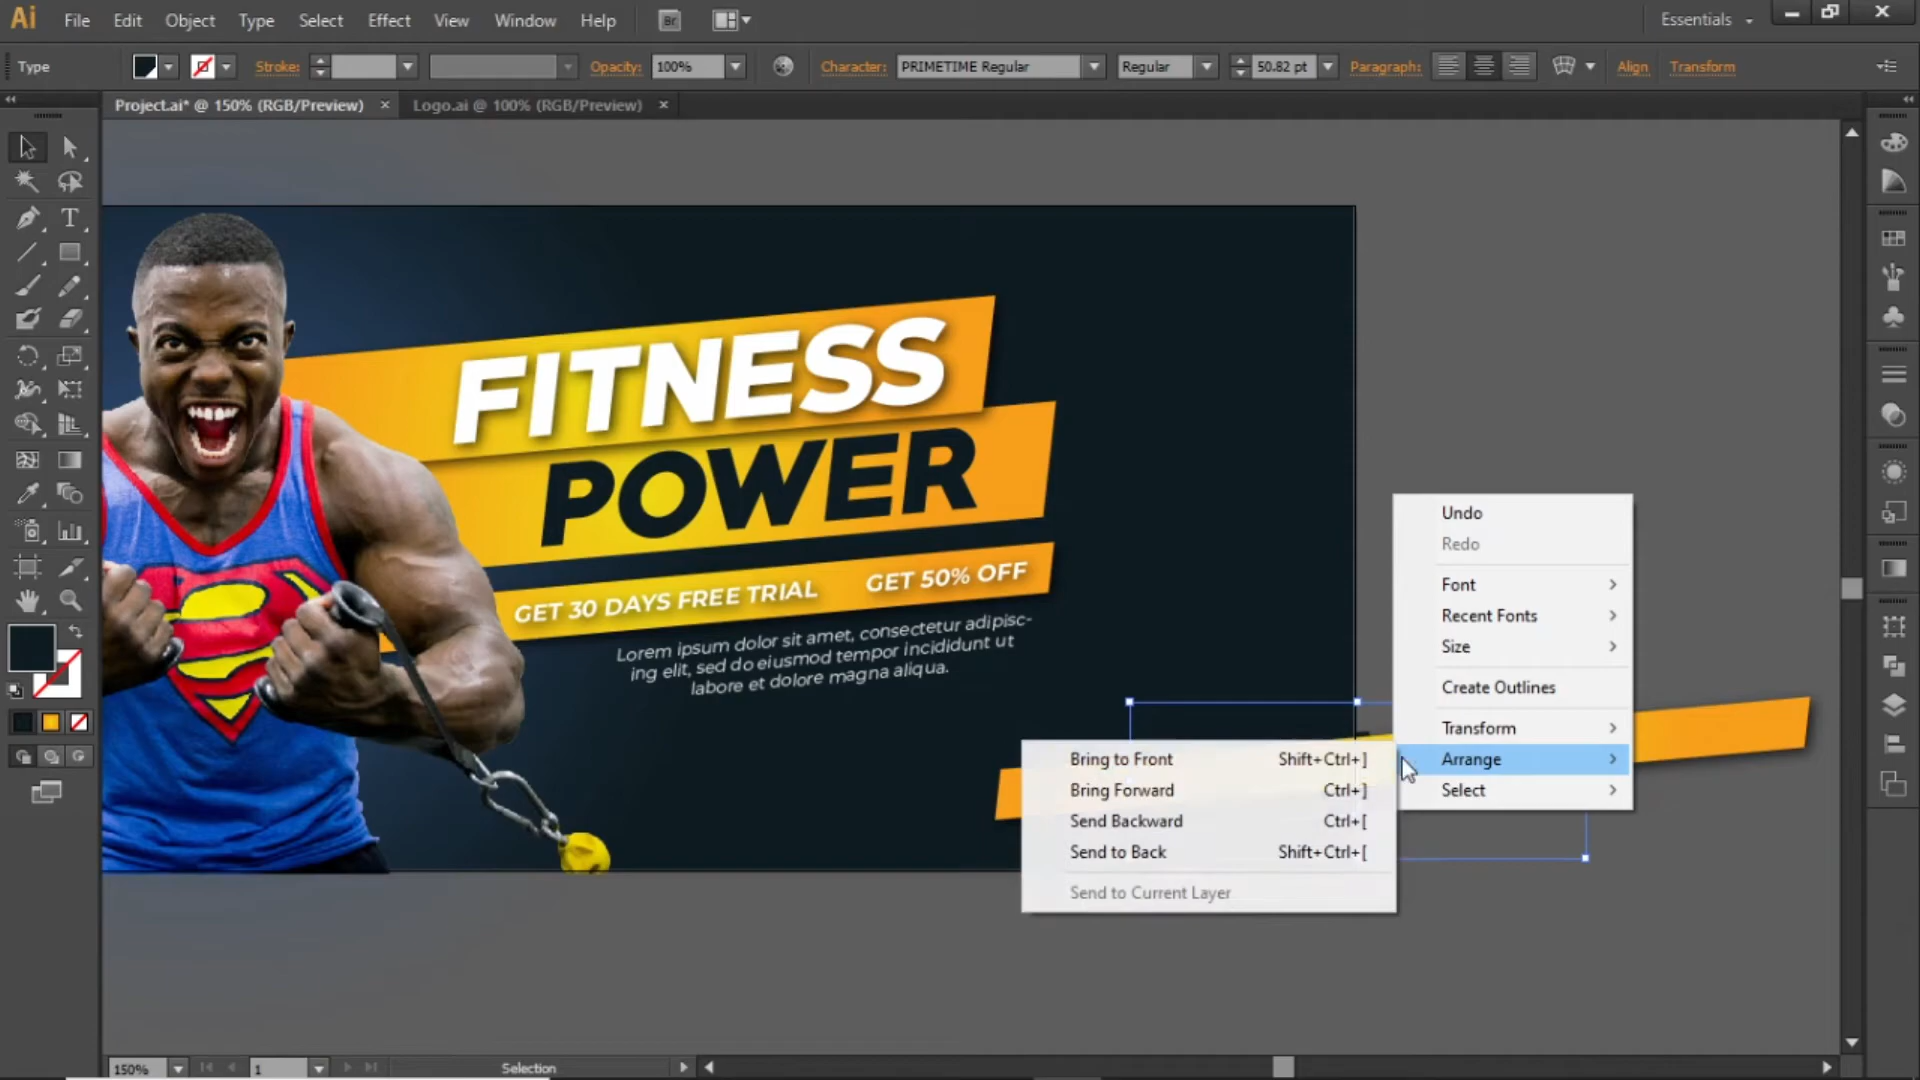 Ai File Edit Object Type Select Effect View Window Help Br Essentials
Type Stroke: Opacity: 100% Character: PRIMETIME Regular Regular 50.82 pt Paragraph: Align Transform
Project.ai* @ 150% (RGB/Preview) × Logo.ai @ 100% (RGB/Preview) ×
FITNESS
POWER
GET 30 DAYS FREE TRIAL GET 50% OFF
Lorem ipsum dolor sit amet, consectetur adipisc-
ing elit, sed do eiusmod tempor incididunt ut
labore et dolore magna aliqua.
Undo
Redo
Font
Recent Fonts
Size
Create Outlines
Transform
Arrange
Select
Bring to Front Shift+Ctrl+]
Bring Forward Ctrl+]
Send Backward Ctrl+[
Send to Back Shift+Ctrl+[
Send to Current Layer
150% 1 Selection